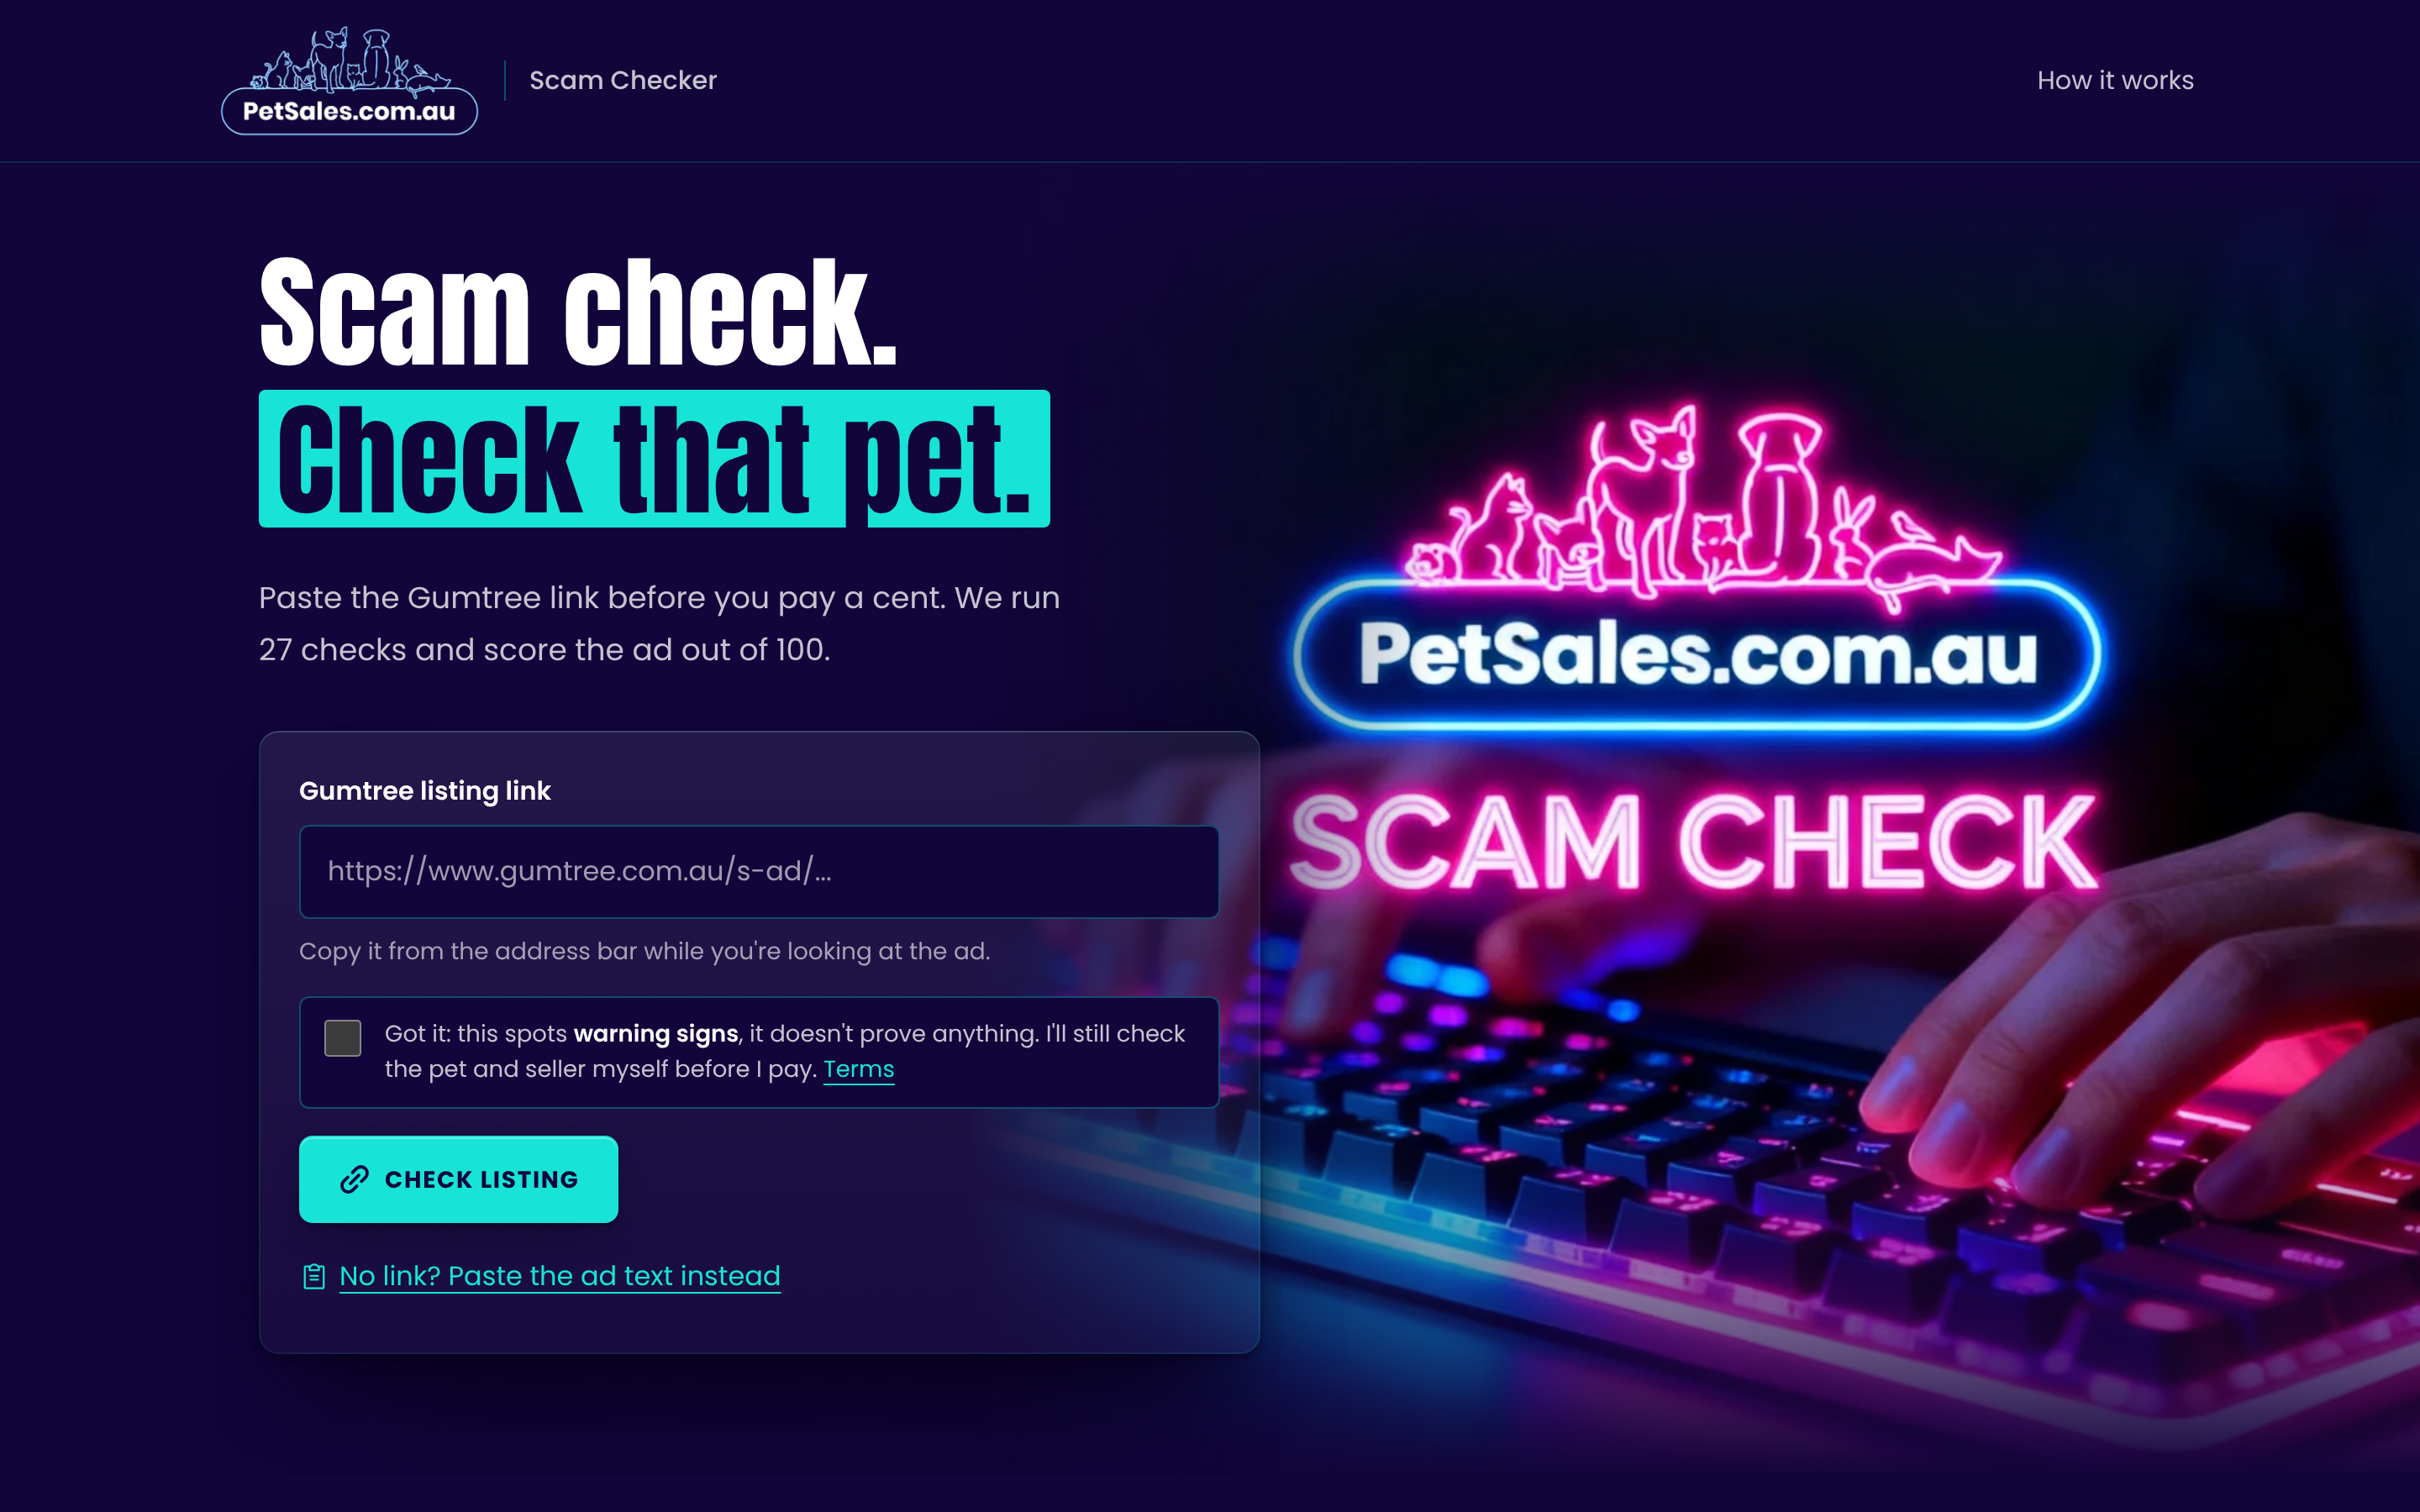 PetSales.com.au
Scam Checker
How it works
Scam check.
Check that pet.
Paste the Gumtree link before you pay a cent. We run
27 checks and score the ad out of 100.
Gumtree listing link
https://www.gumtree.com.au/s-ad/...
Copy it from the address bar while you're looking at the ad.
Got it: this spots warning signs, it doesn't prove anything. I'll still check
the pet and seller myself before I pay. Terms
CHECK LISTING
No link? Paste the ad text instead
PetSales.com.au
SCAM CHECK